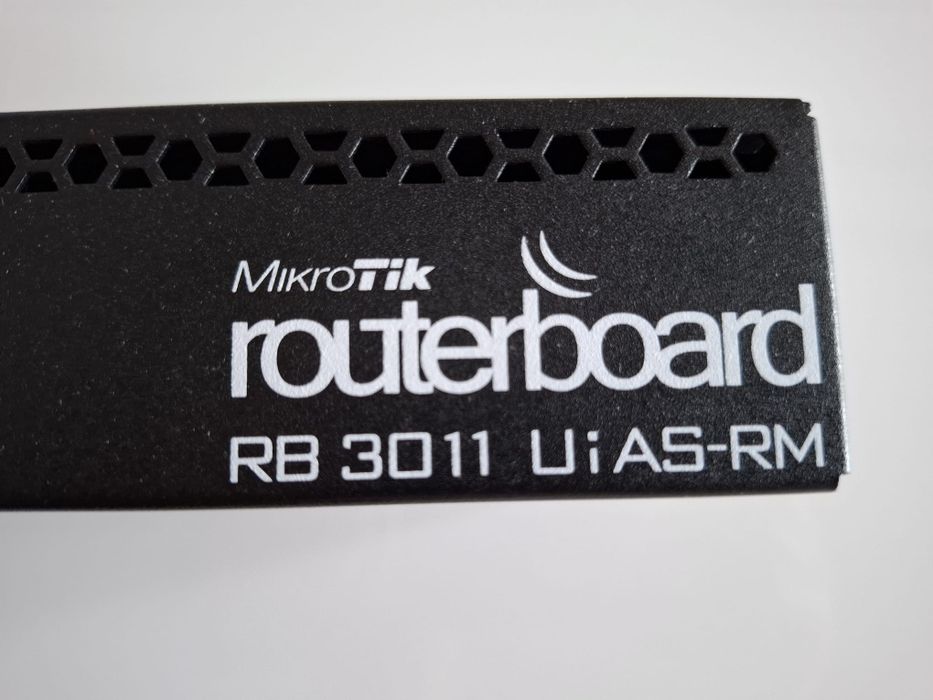 MikroTik
routerboard
RB 3011 UiAS-RM